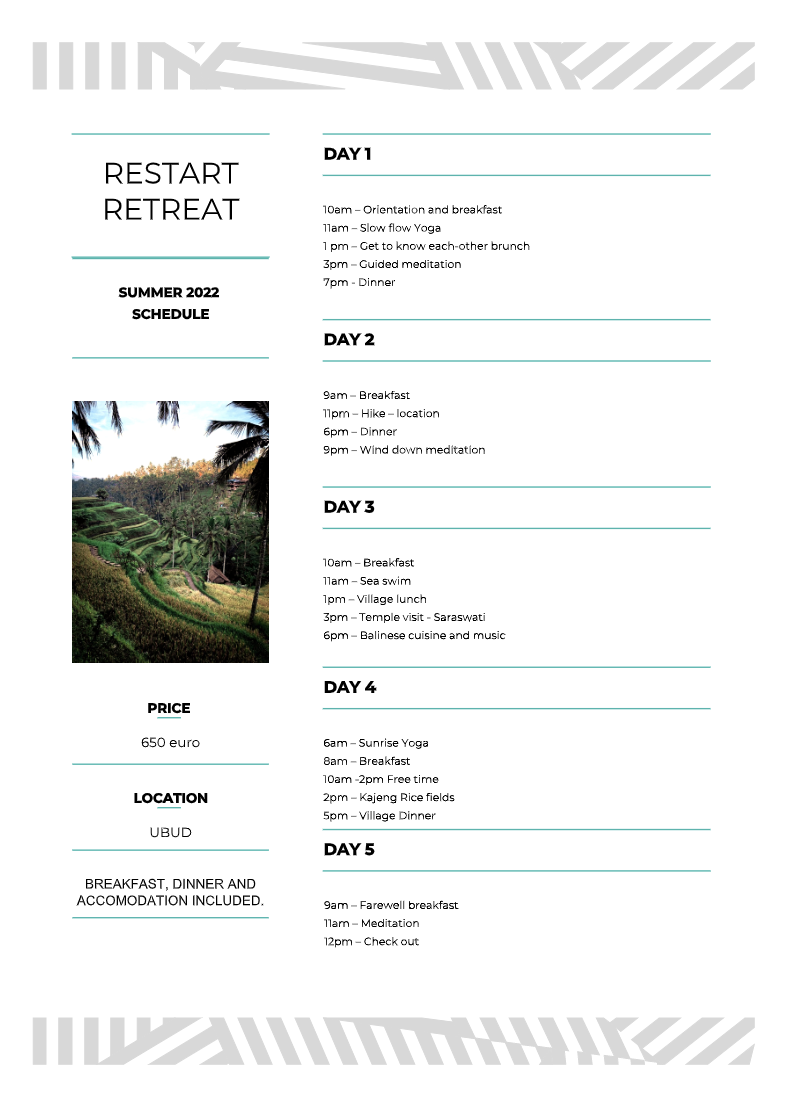 RESTART
RETREAT
SUMMER 2022
SCHEDULE
PRICE
650 euro
LOCATION
UBUD
BREAKFAST, DINNER AND
ACCOMODATION INCLUDED.
DAY 1
10am – Orientation and breakfast
11am – Slow flow Yoga
1 pm – Get to know each-other brunch
3pm – Guided meditation
7pm - Dinner
DAY 2
9am – Breakfast
11pm – Hike – location
6pm – Dinner
9pm – Wind down meditation
DAY 3
10am – Breakfast
11am – Sea swim
1pm – Village lunch
3pm – Temple visit - Saraswati
6pm – Balinese cuisine and music
DAY 4
6am – Sunrise Yoga
8am – Breakfast
10am -2pm Free time
2pm – Kajeng Rice fields
5pm – Village Dinner
DAY 5
9am – Farewell breakfast
11am – Meditation
12pm – Check out